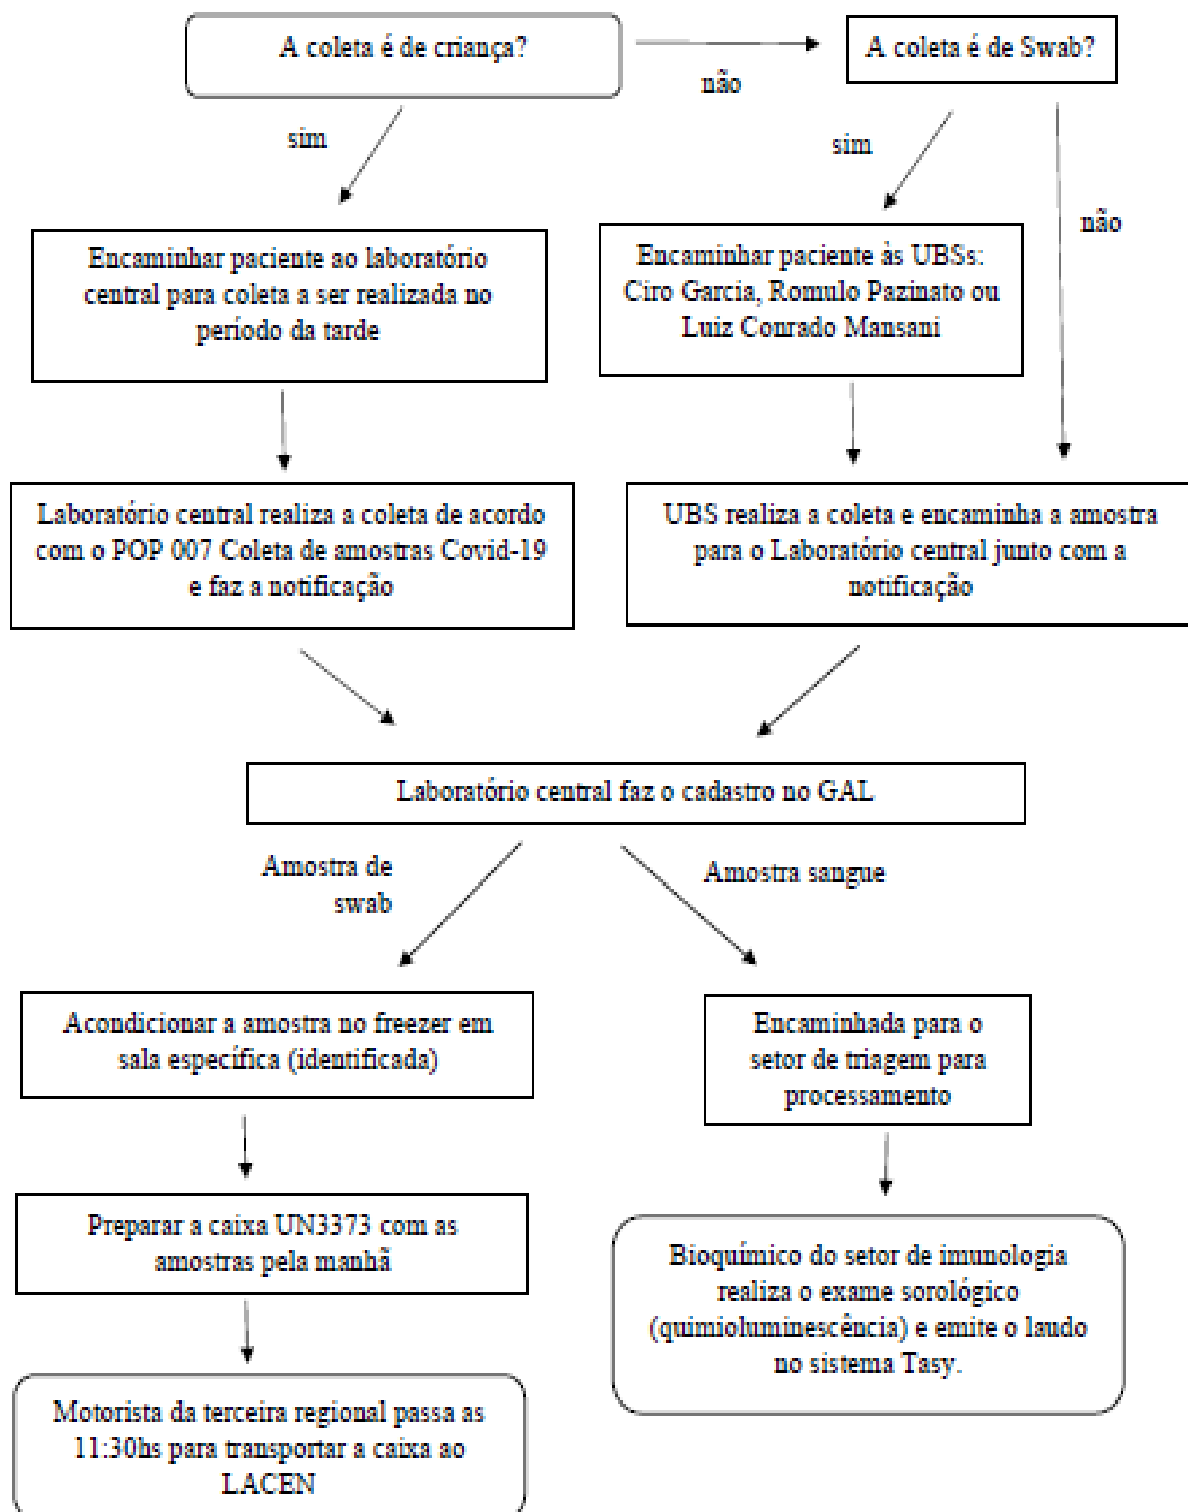 A coleta é de criança?
não
A coleta é de Swab?
sim
sim
não
Encaminhar paciente ao laboratório
central para coleta a ser realizada no
período da tarde
Encaminhar paciente às UBSs:
Ciro Garcia, Romulo Pazinato ou
Luiz Conrado Mansani
Laboratório central realiza a coleta de acordo
com o POP 007 Coleta de amostras Covid-19
e faz a notificação
UBS realiza a coleta e encaminha a amostra
para o Laboratório central junto com a
notificação
Laboratório central faz o cadastro no GAL
Amostra de
swab
Amostra sangue
Acondicionar a amostra no freezer em
sala específica (identificada)
Encaminhada para o
setor de triagem para
processamento
Preparar a caixa UN3373 com as
amostras pela manhã
Bioquímico do setor de imunologia
realiza o exame sorológico
(quimioluminescência) e emite o laudo
no sistema Tasy.
Motorista da terceira regional passa as
11:30hs para transportar a caixa ao
LACEN